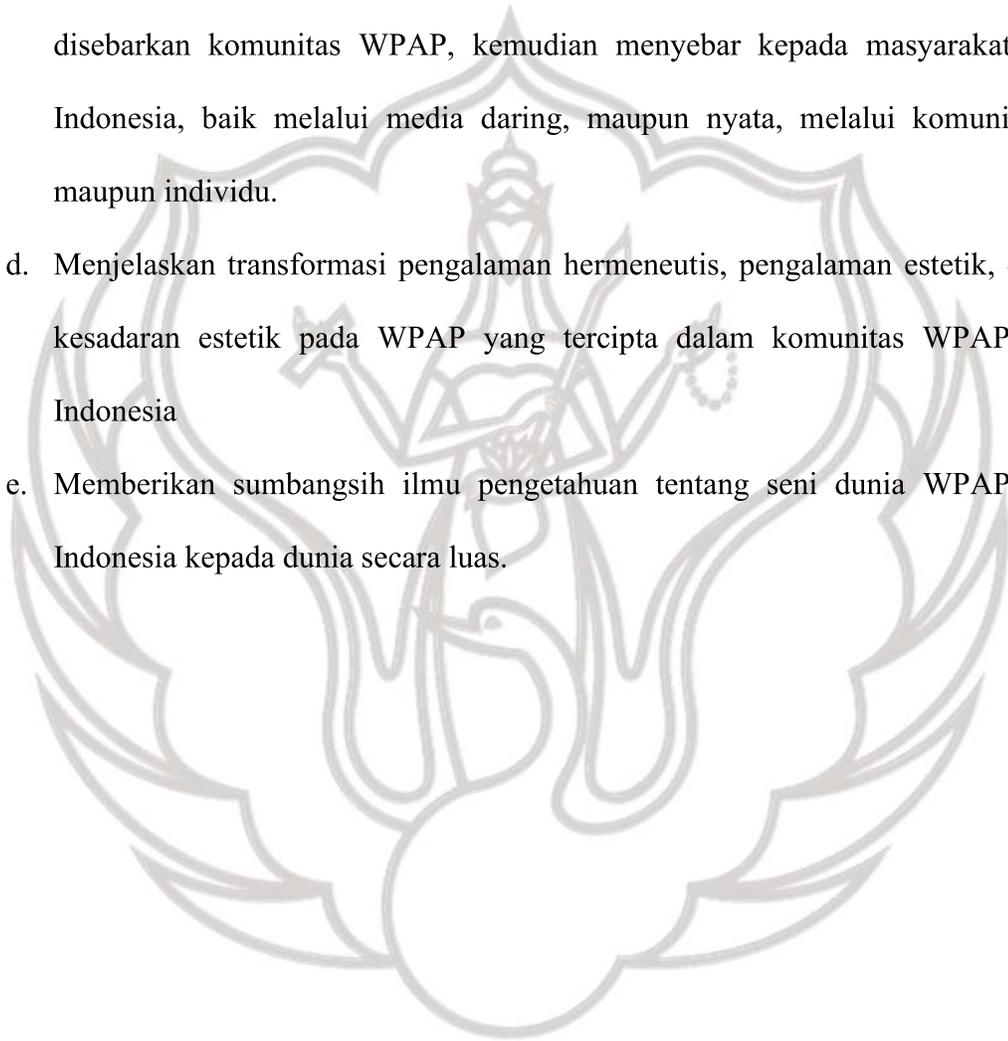 disebarkan komunitas WPAP, kemudian menyebar kepada masyarakat
Indonesia, baik melalui media daring, maupun nyata, melalui komuni
maupun individu.
d. Menjelaskan transformasi pengalaman hermeneutis, pengalaman estetik,
kesadaran estetik pada WPAP yang tercipta dalam komunitas WPAP
Indonesia
e. Memberikan sumbangsih ilmu pengetahuan tentang seni dunia WPAP
Indonesia kepada dunia secara luas.